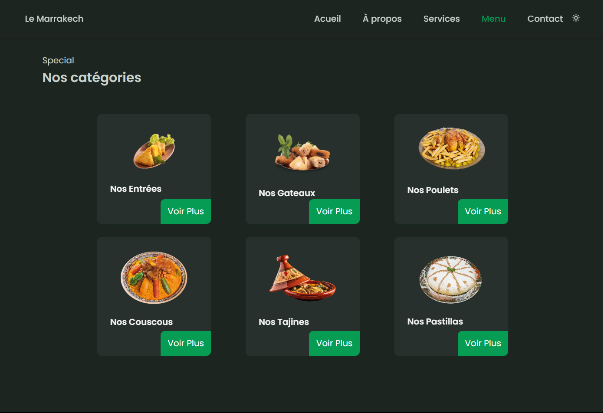 Le Marrakech
Acueil À propos Services Menu Contact
Special
Nos catégories
Nos Entrées
Voir Plus
Nos Gateaux
Voir Plus
Nos Poulets
Voir Plus
Nos Couscous
Voir Plus
Nos Tajines
Voir Plus
Nos Pastillas
Voir Plus